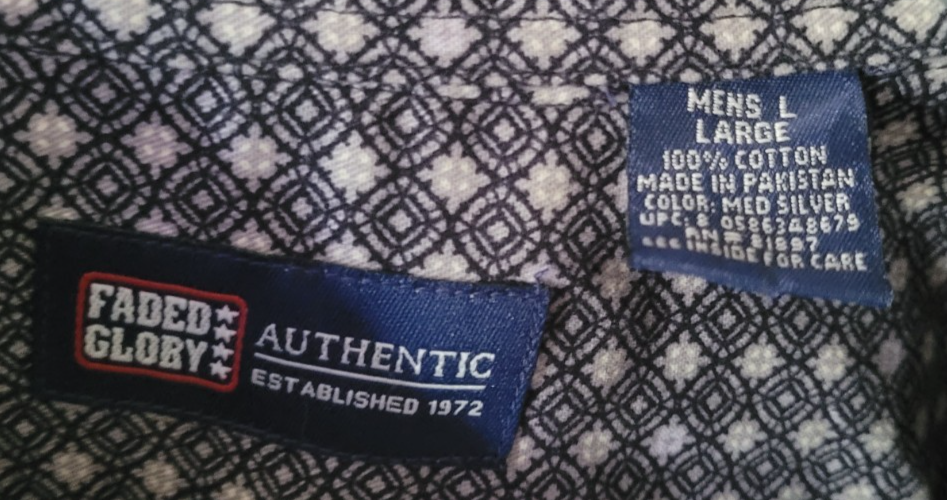 FADED
GLORY
AUTHENTIC
ESTABLISHED 1972
MENS L
LARGE
100% COTTON
MADE IN PAKISTAN
COLOR: MED SILVER
UPC: 8 0586348679
RN# 81897
INSIDE FOR CARE